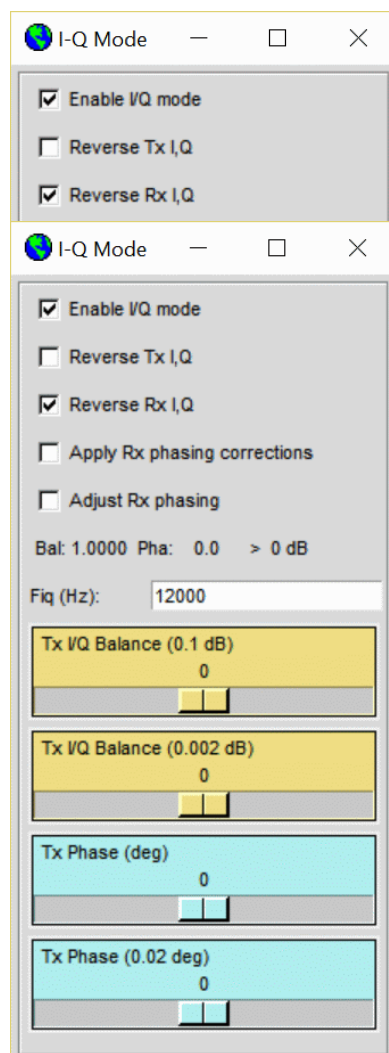 I-Q Mode
Enable I/Q mode
Reverse Tx I,Q
Reverse Rx I,Q
I-Q Mode
Enable I/Q mode
Reverse Tx I,Q
Reverse Rx I,Q
Apply Rx phasing corrections
Adjust Rx phasing
Bal: 1.0000 Pha: 0.0 > 0 dB
Fiq (Hz): 12000
Tx I/Q Balance (0.1 dB)
0
Tx I/Q Balance (0.002 dB)
0
Tx Phase (deg)
0
Tx Phase (0.02 deg)
0